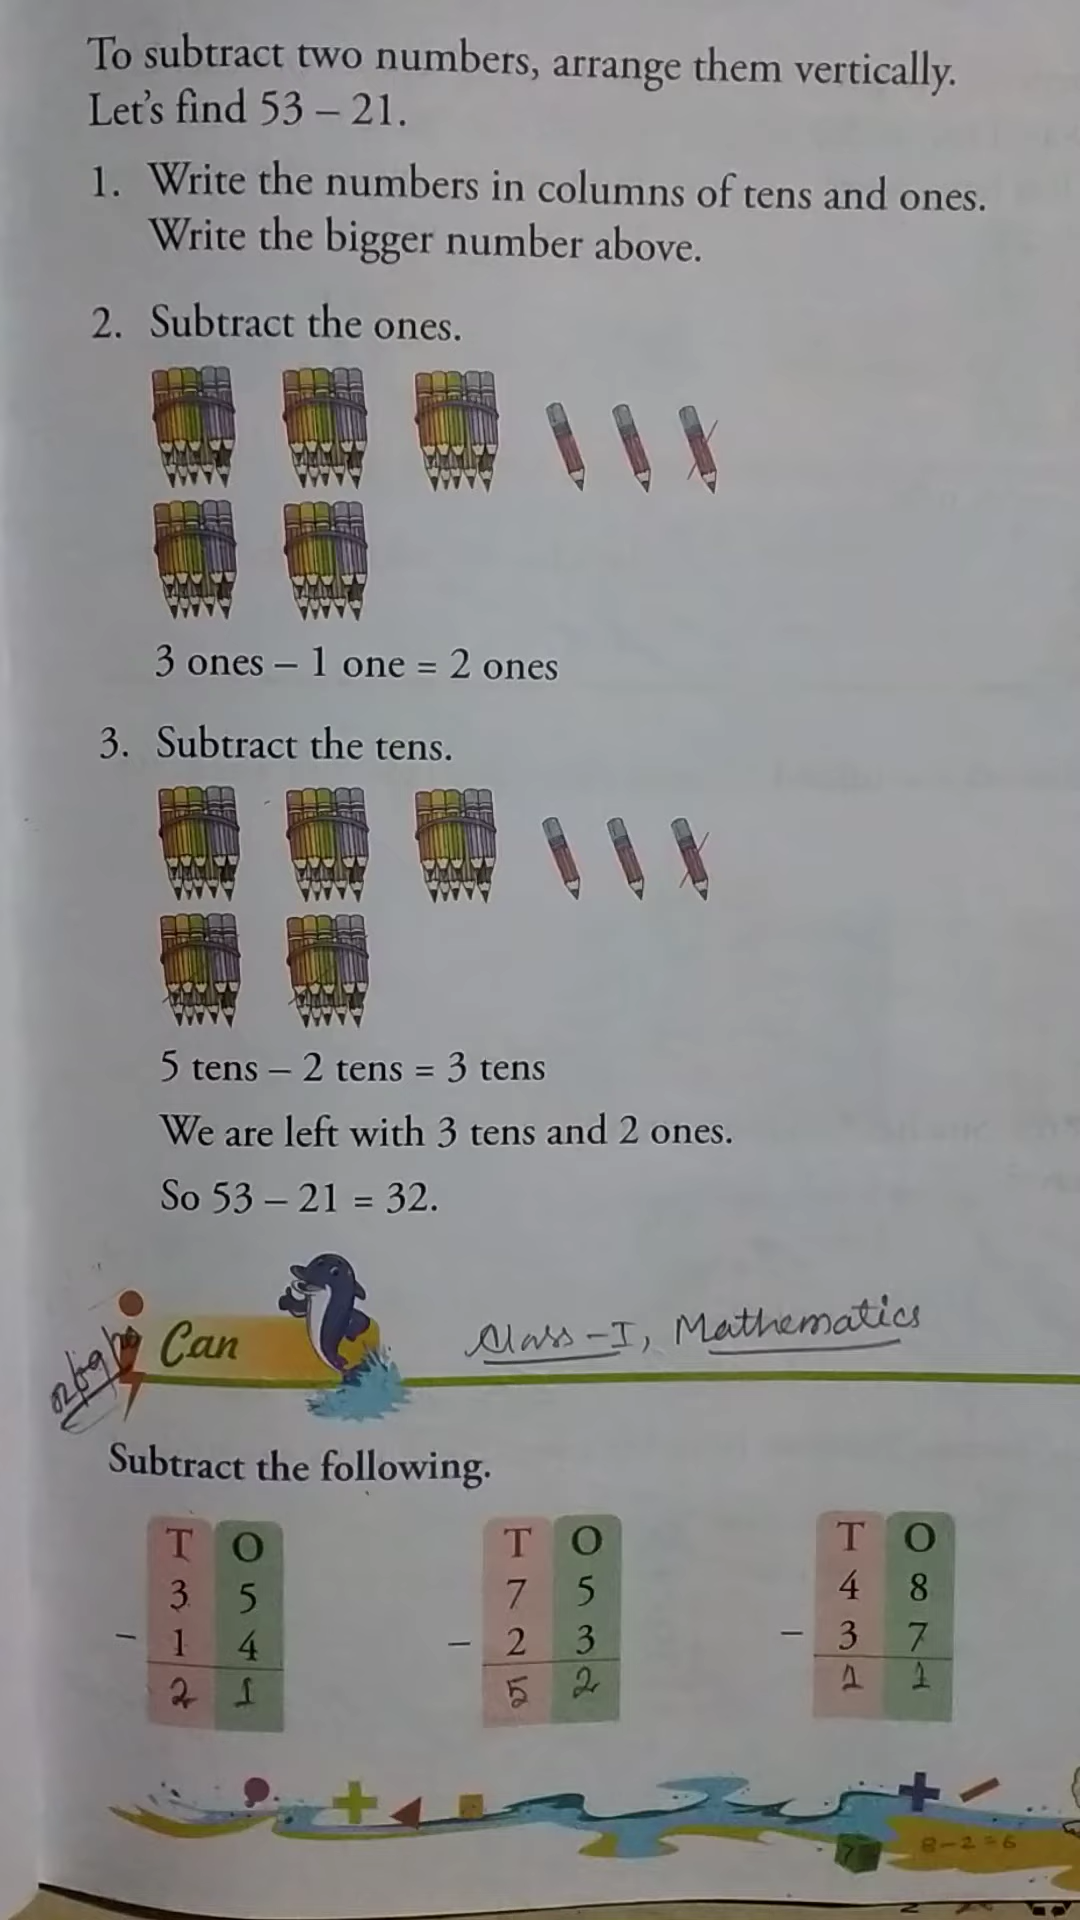 To subtract two numbers, arrange them vertically.
Let's find 53 – 21.
1. Write the numbers in columns of tens and ones.
Write the bigger number above.
2. Subtract the ones.
3 ones – 1 one = 2 ones
3. Subtract the tens.
5 tens – 2 tens = 3 tens
We are left with 3 tens and 2 ones.
So 53 – 21 = 32.
i Can
Class-I, Mathematics
Subtract the following.
T O T O T O
3 5 7 5 4 8
– 1 4 – 2 3 – 3 7
2 1 5 2 1 1
8-2=6